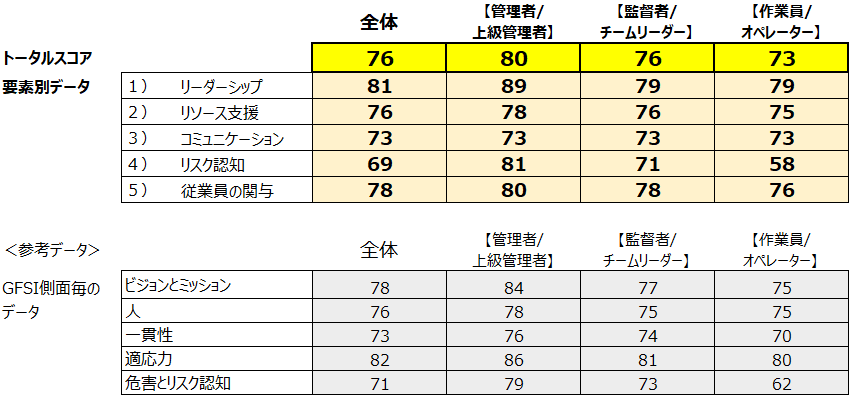 全体 【管理者/ 【監督者/ 【作業員/
上級管理者】 チームリーダー】 オペレーター】
トータルスコア 76 80 76 73
要素別データ 1） リーダーシップ 81 89 79 79
2） リソース支援 76 78 76 75
3） コミュニケーション 73 73 73 73
4） リスク認知 69 81 71 58
5） 従業員の関与 78 80 78 76
＜参考データ＞ 全体 【管理者/ 【監督者/ 【作業員/
上級管理者】 チームリーダー】 オペレーター】
GFSI側面毎の ビジョンとミッション 78 84 77 75
データ 人 76 78 75 75
一貫性 73 76 74 70
適応力 82 86 81 80
危害とリスク認知 71 79 73 62